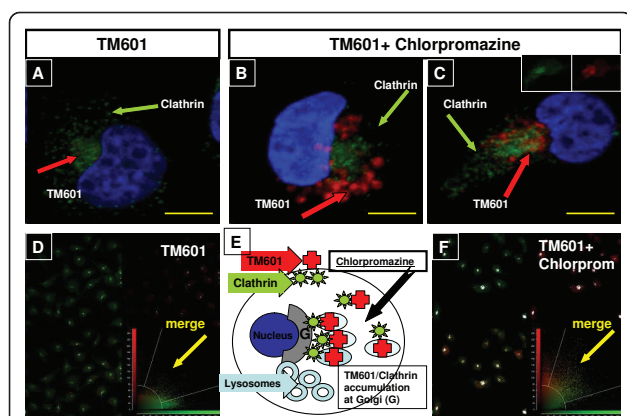 TM601
TM601+ Chlorpromazine
A
Clathrin
TM601
B
Clathrin
TM601
C
Clathrin
TM601
D
TM601
merge
E
TM601
Chlorpromazine
Clathrin
Nucleus
G
Lysosomes
TM601/Clathrin
accumulation
at Golgi (G)
F
TM601+
Chlorprom
merge